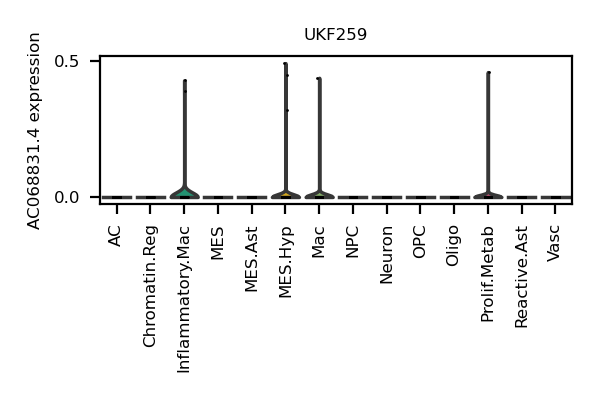 UKF259
AC068831.4 expression
0.5
0.0
AC
Chromatin.Reg
Inflammatory.Mac
MES
MES.Ast
MES.Hyp
Mac
NPC
Neuron
OPC
Oligo
Prolif.Metab
Reactive.Ast
Vasc